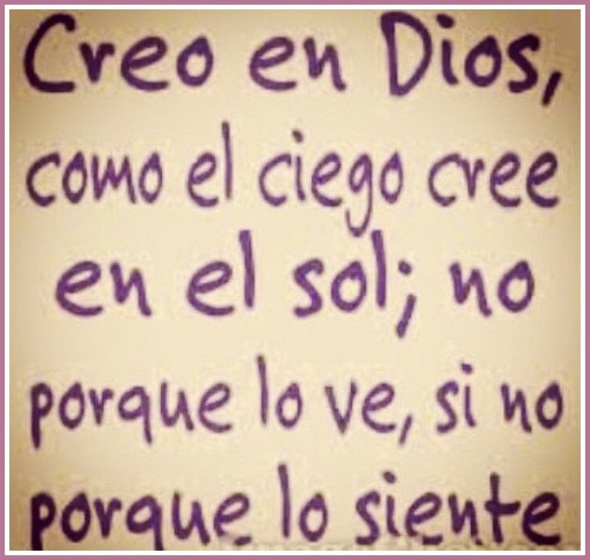 Creo en Dios,
como el ciego cree
en el sol; no
porque lo ve, si no
porque lo siente